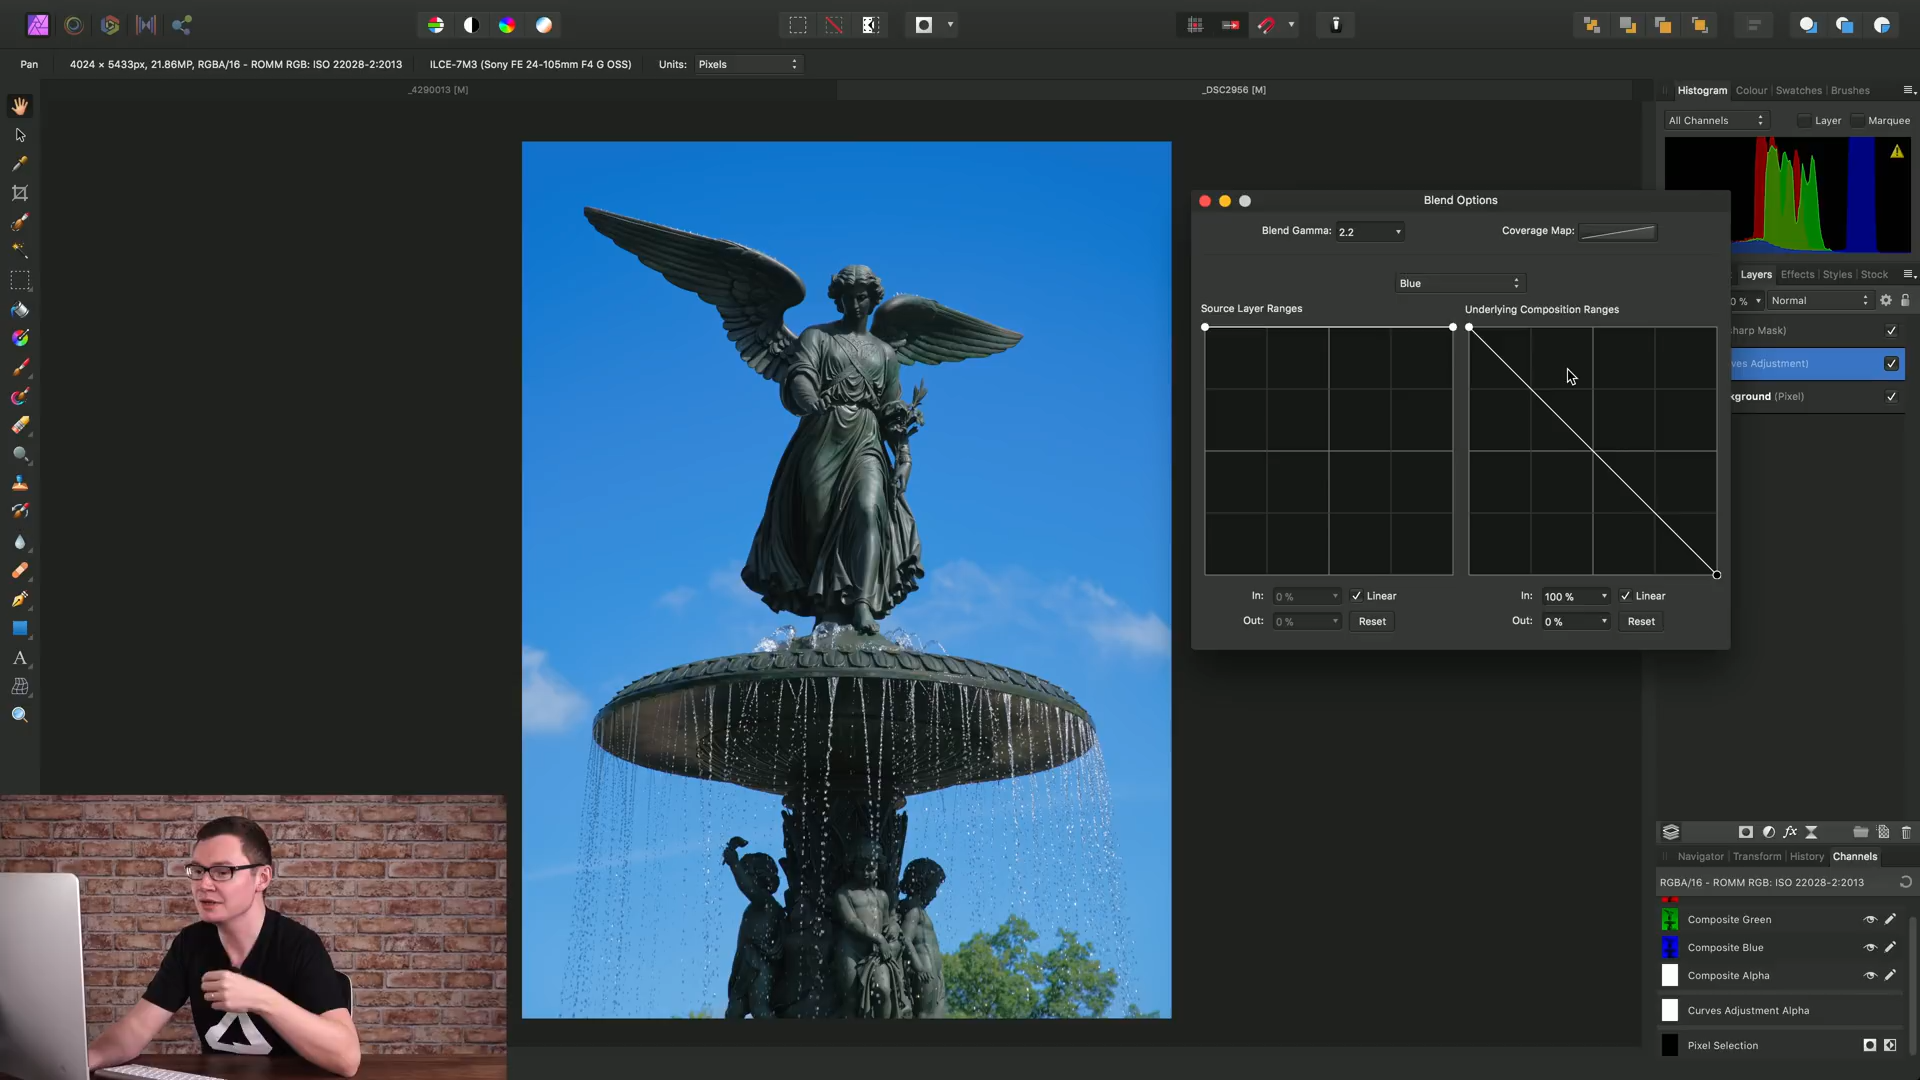 Pan
4024 × 5433px, 21.86MP, RGBA/16 - ROMM RGB: ISO 22028-2:2013
ILCE-7M3 (Sony FE 24-105mm F4 G OSS)
Units:
Pixels
_4290013 [M]
_DSC2956 [M]
Histogram
Colour
Swatches
Brushes
All Channels
Layer
Marquee
Blend Options
Blend Gamma:
2.2
Coverage Map:
Blue
Source Layer Ranges
Underlying Composition Ranges
In:
0 %
Linear
Out:
0 %
Reset
In:
100 %
Linear
Out:
0 %
Reset
Layers
Effects
Styles
Stock
0 %
Normal
harp Mask)
ves Adjustment)
kground (Pixel)
fx
A
Navigator
Transform
History
Channels
RGBA/16 - ROMM RGB: ISO 22028-2:2013
Composite Green
Composite Blue
Composite Alpha
Curves Adjustment Alpha
Pixel Selection